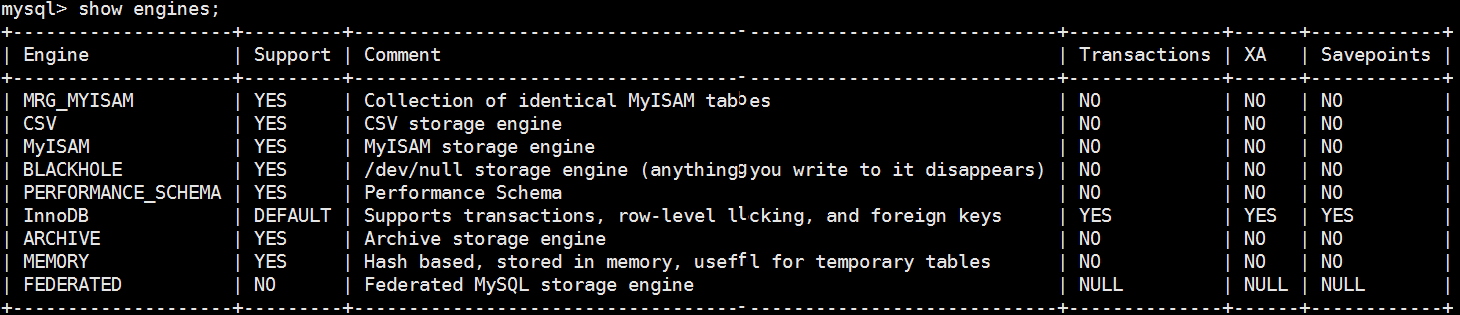 mysql> show engines;
+--------------------+---------+----------------------------------------------------------------+--------------+------+------------+
| Engine             | Support | Comment                                                        | Transactions | XA   | Savepoints |
+--------------------+---------+----------------------------------------------------------------+--------------+------+------------+
| MRG_MYISAM         | YES     | Collection of identical MyISAM tables                          | NO           | NO   | NO         |
| CSV                | YES     | CSV storage engine                                             | NO           | NO   | NO         |
| MyISAM             | YES     | MyISAM storage engine                                          | NO           | NO   | NO         |
| BLACKHOLE          | YES     | /dev/null storage engine (anything you write to it disappears) | NO           | NO   | NO         |
| PERFORMANCE_SCHEMA | YES     | Performance Schema                                             | NO           | NO   | NO         |
| InnoDB             | DEFAULT | Supports transactions, row-level locking, and foreign keys     | YES          | YES  | YES        |
| ARCHIVE            | YES     | Archive storage engine                                         | NO           | NO   | NO         |
| MEMORY             | YES     | Hash based, stored in memory, useful for temporary tables      | NO           | NO   | NO         |
| FEDERATED          | NO      | Federated MySQL storage engine                                 | NULL         | NULL | NULL       |
+--------------------+---------+----------------------------------------------------------------+--------------+------+------------+